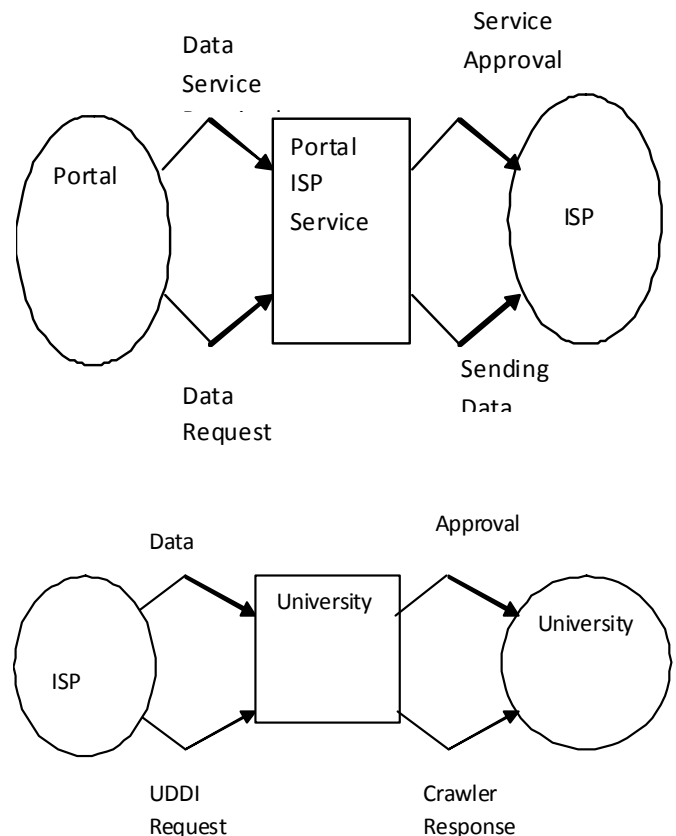 Data
Service
Service
Approval
Portal
Portal
ISP
Service
ISP
Data
Request
Sending
Data
Data
Approval
University
University
ISP
UDDI
Request
Crawler
Response